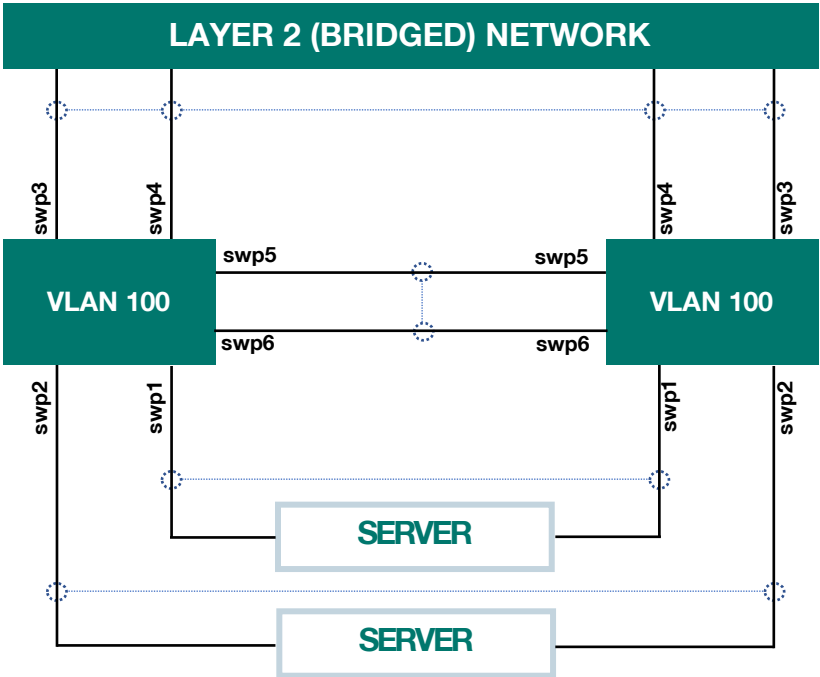 LAYER 2 (BRIDGED) NETWORK
swp3
swp4
swp4
swp3
swp5
swp5
VLAN 100
VLAN 100
swp6
swp6
swp2
swp1
swp1
swp2
SERVER
SERVER